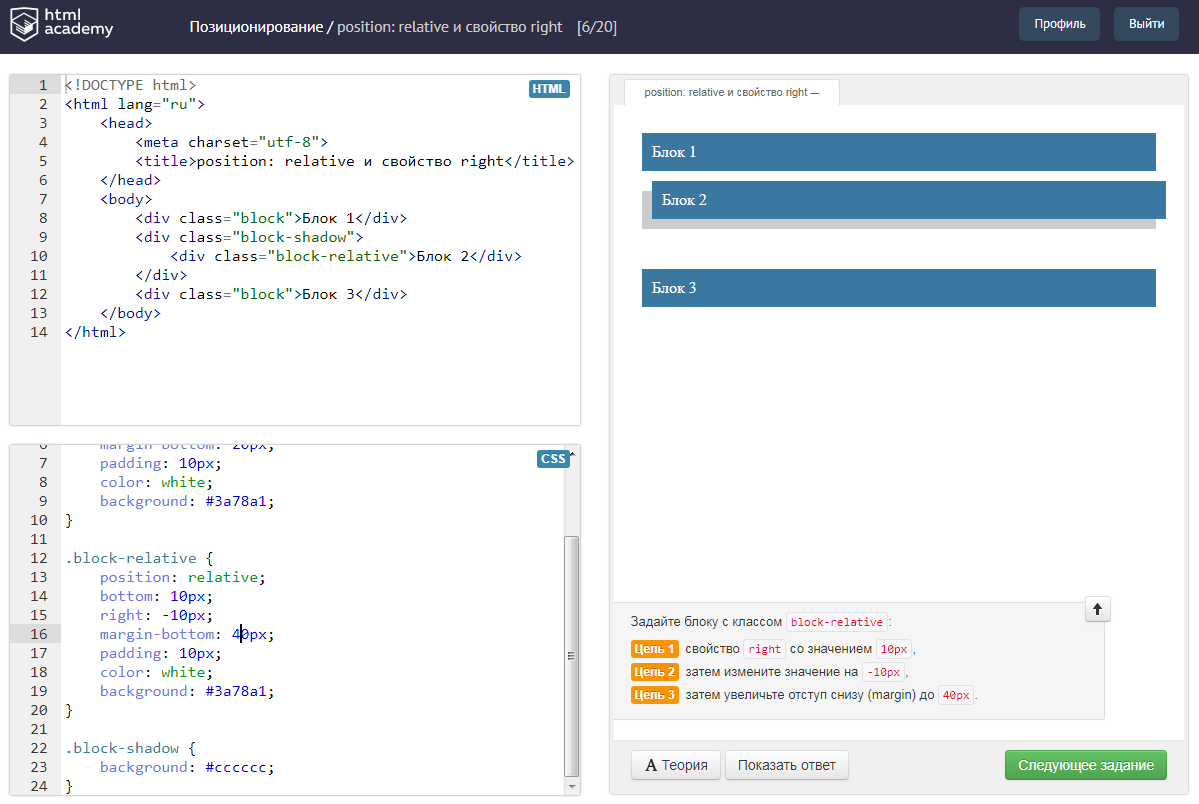 html academy
Позиционирование / position: relative и свойство right [6/20]
Профиль
Выйти
HTML
1 <!DOCTYPE html>
2 <html lang="ru">
3 <head>
4 <meta charset="utf-8">
5 <title>position: relative и свойство right</title>
6 </head>
7 <body>
8 <div class="block">Блок 1</div>
9 <div class="block-shadow">
10 <div class="block-relative">Блок 2</div>
11 </div>
12 <div class="block">Блок 3</div>
13 </body>
14 </html>
CSS
6 margin-bottom: 20px;
7 padding: 10px;
8 color: white;
9 background: #3a78a1;
10 }
11
12 .block-relative {
13 position: relative;
14 bottom: 10px;
15 right: -10px;
16 margin-bottom: 40px;
17 padding: 10px;
18 color: white;
19 background: #3a78a1;
20 }
21
22 .block-shadow {
23 background: #cccccc;
24 }
position: relative и свойство right —
Блок 1
Блок 2
Блок 3
Задайте блоку с классом block-relative:
Цель 1 свойство right со значением 10px,
Цель 2 затем измените значение на -10px,
Цель 3 затем увеличьте отступ снизу (margin) до 40px.
A Теория
Показать ответ
Следующее задание